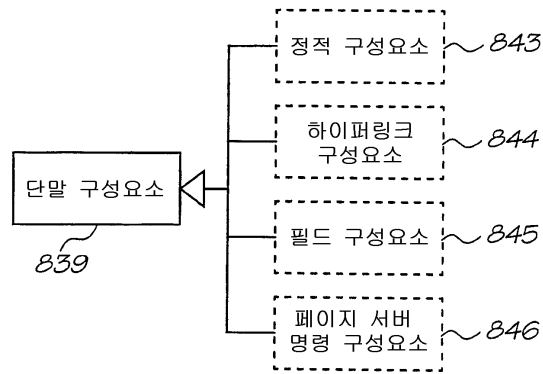 정적 구성요소
843
하이퍼링크
구성요소
844
단말 구성요소
839
필드 구성요소
845
페이지 서버
명령 구성요소
846